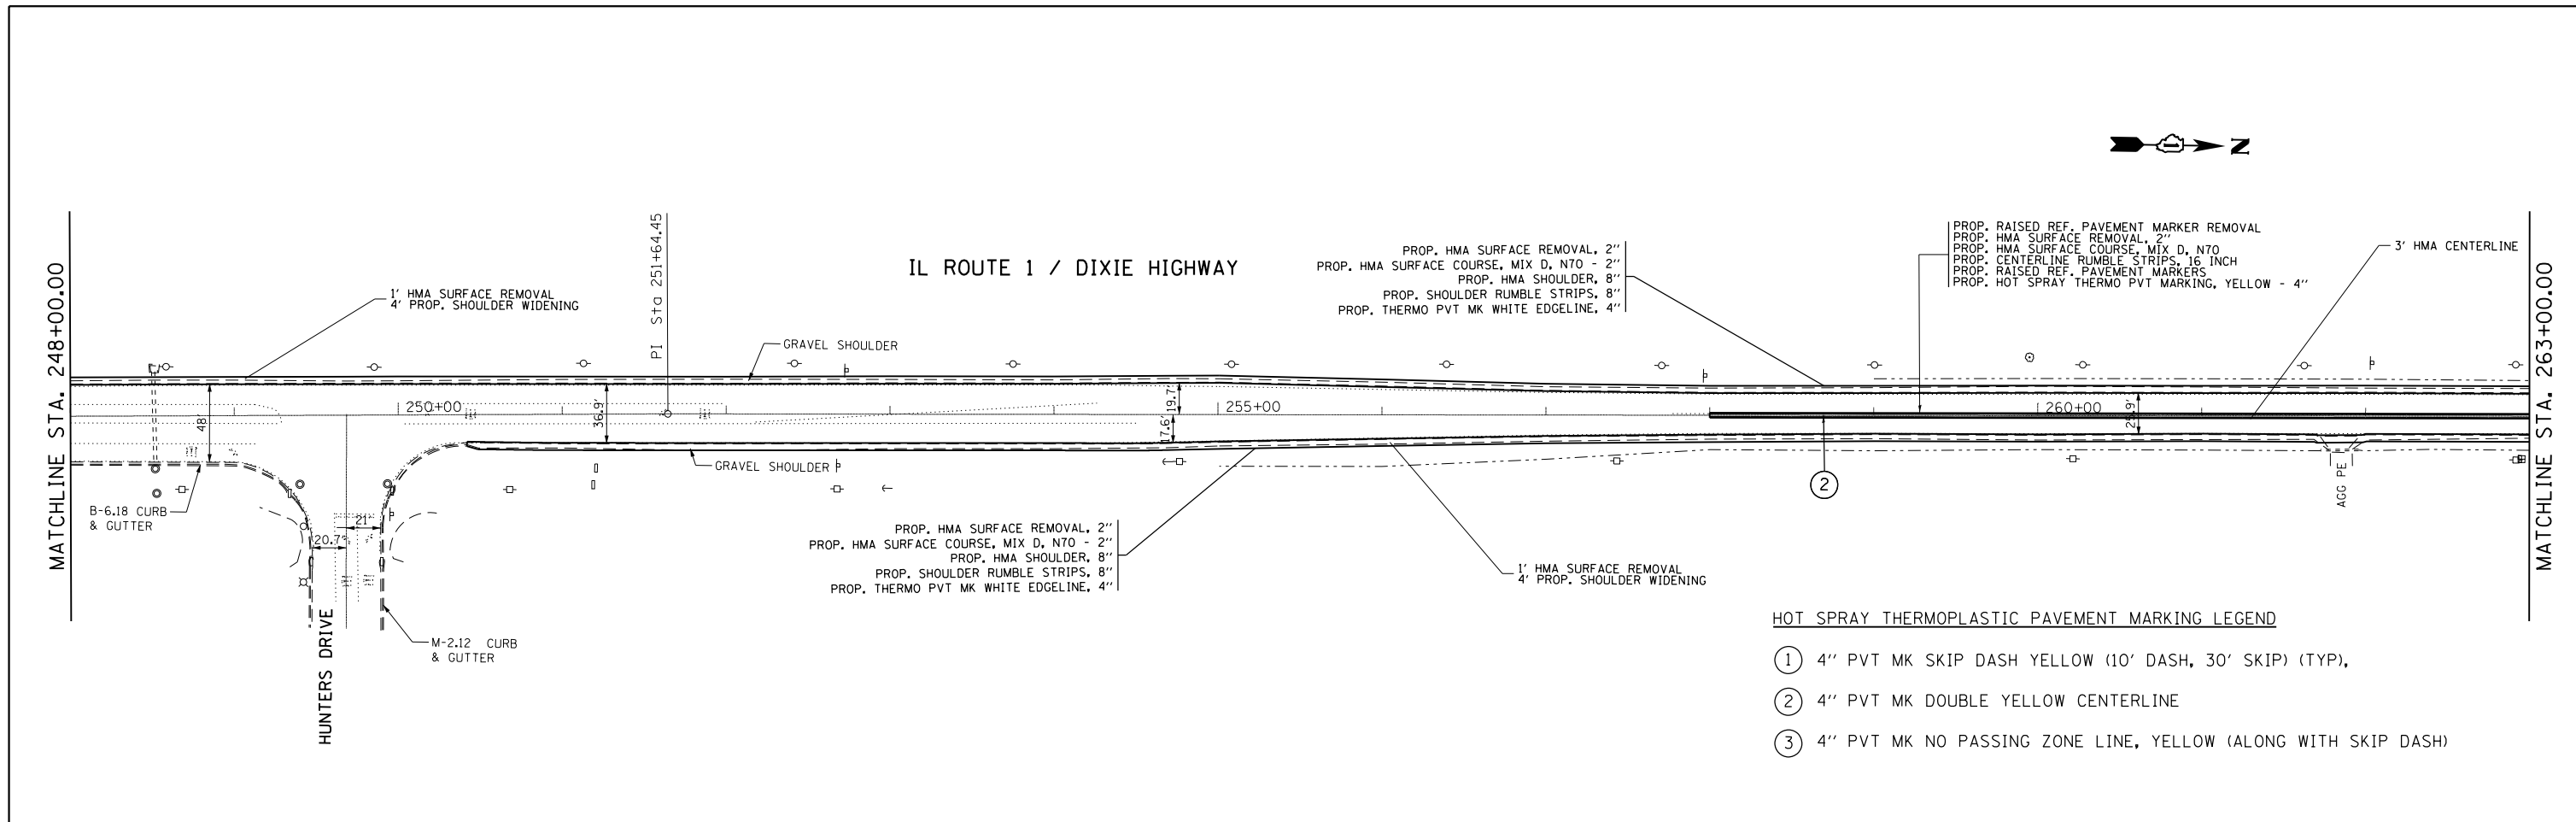 N
1
MATCHLINE STA. 248+00.00
1' HMA SURFACE REMOVAL
4' PROP. SHOULDER WIDENING
PI Sta 251+64.45
GRAVEL SHOULDER
IL ROUTE 1 / DIXIE HIGHWAY
PROP. HMA SURFACE REMOVAL, 2''
PROP. HMA SURFACE COURSE, MIX D, N70 - 2''
PROP. HMA SHOULDER, 8''
PROP. SHOULDER RUMBLE STRIPS, 8''
PROP. THERMO PVT MK WHITE EDGELINE, 4''
PROP. RAISED REF. PAVEMENT MARKER REMOVAL
PROP. HMA SURFACE REMOVAL, 2''
PROP. HMA SURFACE COURSE, MIX D, N70
PROP. CENTERLINE RUMBLE STRIPS, 16 INCH
PROP. RAISED REF. PAVEMENT MARKERS
PROP. HOT SPRAY THERMO PVT MARKING, YELLOW - 4''
3' HMA CENTERLINE
MATCHLINE STA. 263+00.00
48'
250+00
36.9'
19.7'
17.6'
255+00
260+00
25.9'
GRAVEL SHOULDER
2
AGG PE
B-6.18 CURB
& GUTTER
21'
20.7'
HUNTERS DRIVE
M-2.12 CURB
& GUTTER
PROP. HMA SURFACE REMOVAL, 2''
PROP. HMA SURFACE COURSE, MIX D, N70 - 2''
PROP. HMA SHOULDER, 8''
PROP. SHOULDER RUMBLE STRIPS, 8''
PROP. THERMO PVT MK WHITE EDGELINE, 4''
1' HMA SURFACE REMOVAL
4' PROP. SHOULDER WIDENING
HOT SPRAY THERMOPLASTIC PAVEMENT MARKING LEGEND
1 4'' PVT MK SKIP DASH YELLOW (10' DASH, 30' SKIP) (TYP),
2 4'' PVT MK DOUBLE YELLOW CENTERLINE
3 4'' PVT MK NO PASSING ZONE LINE, YELLOW (ALONG WITH SKIP DASH)